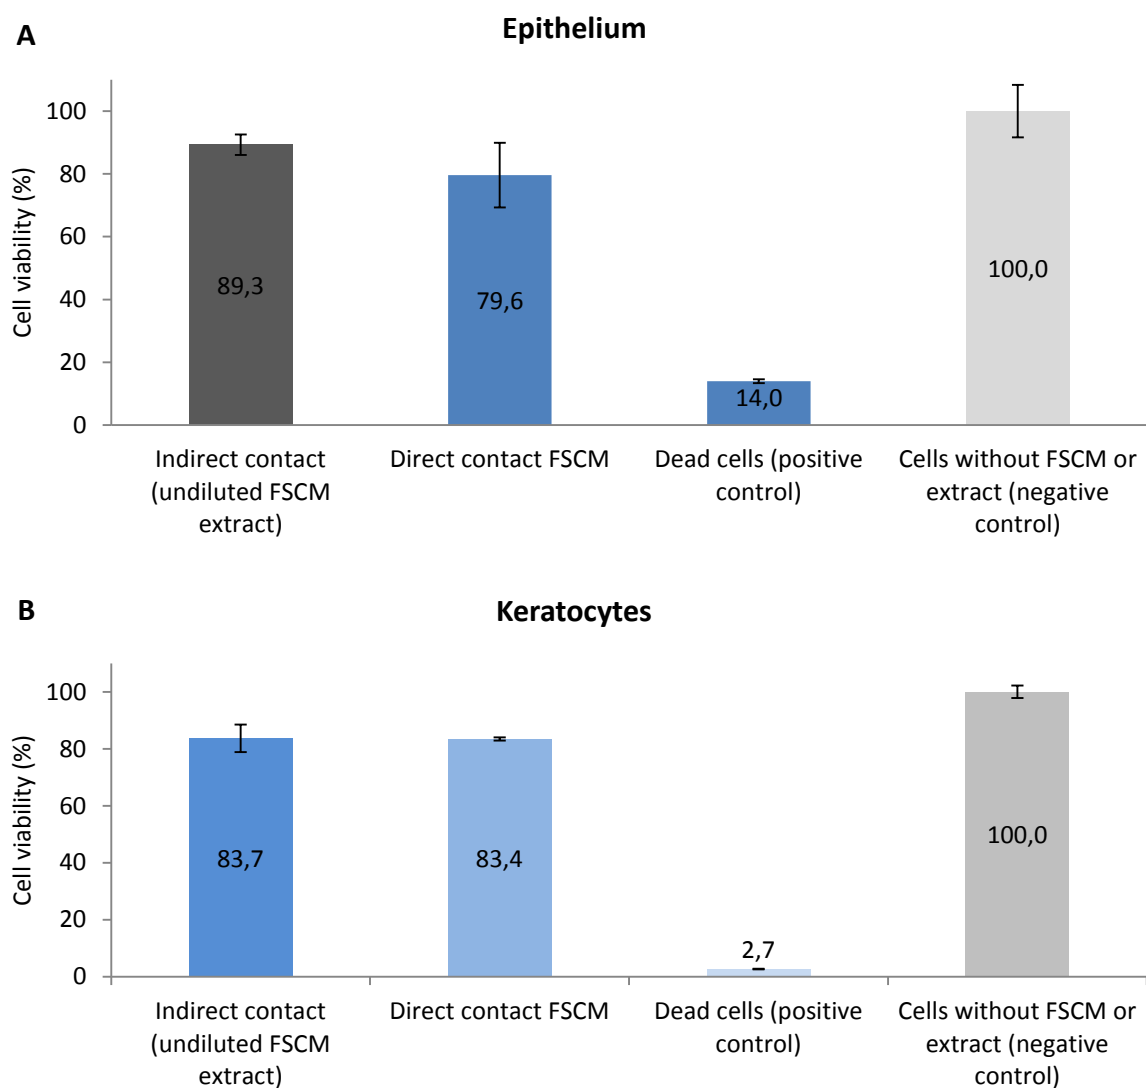 A
Epithelium
Cell viability (%)
100
80
60
40
20
0
89,3
79,6
14,0
100,0
Indirect contact
(undiluted FSCM
extract)
Direct contact FSCM
Dead cells (positive
control)
Cells without FSCM or
extract (negative
control)
B
Keratocytes
Cell viability (%)
100
80
60
40
20
0
83,7
83,4
2,7
100,0
Indirect contact
(undiluted FSCM
extract)
Direct contact FSCM
Dead cells (positive
control)
Cells without FSCM or
extract (negative
control)